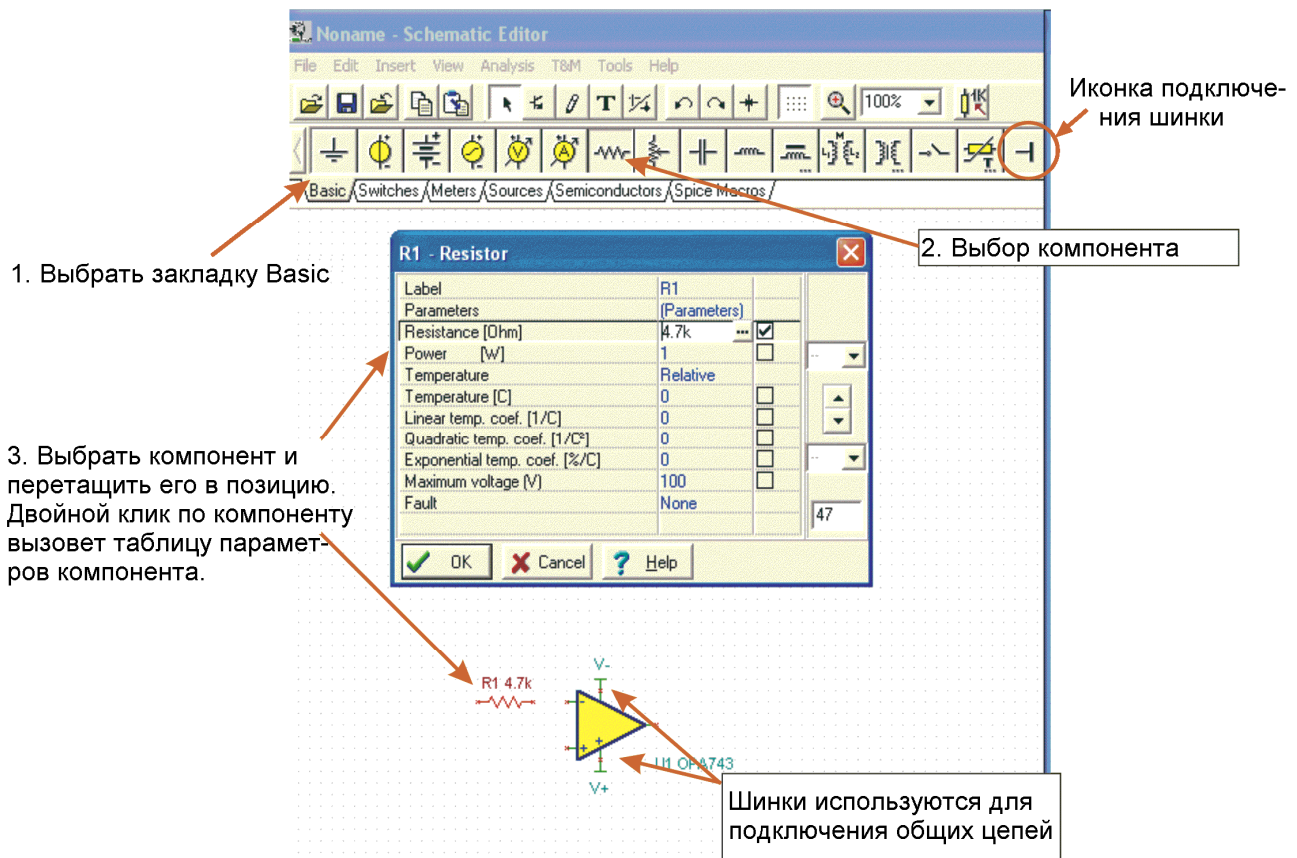 Noname - Schematic Editor
File Edit Insert View Analysis T&M Tools Help
T
100%
1K
Иконка подключе-
ния шинки
V
A
M
L1
L2
T
Basic Switches Meters Sources Semiconductors Spice Macros
1. Выбрать закладку Basic
2. Выбор компонента
R1 - Resistor
Label R1
Parameters (Parameters)
Resistance [Ohm] 4.7k ...
Power [W] 1
Temperature Relative
Temperature [C] 0
Linear temp. coef. [1/C] 0
Quadratic temp. coef. [1/C²] 0
Exponential temp. coef. [%/C] 0
Maximum voltage (V) 100
Fault None
47
OK Cancel Help
3. Выбрать компонент и
перетащить его в позицию.
Двойной клик по компоненту
вызовет таблицу парамет-
ров компонента.
V-
R1 4.7k
U1 OPA743
V+
Шинки используются для
подключения общих цепей